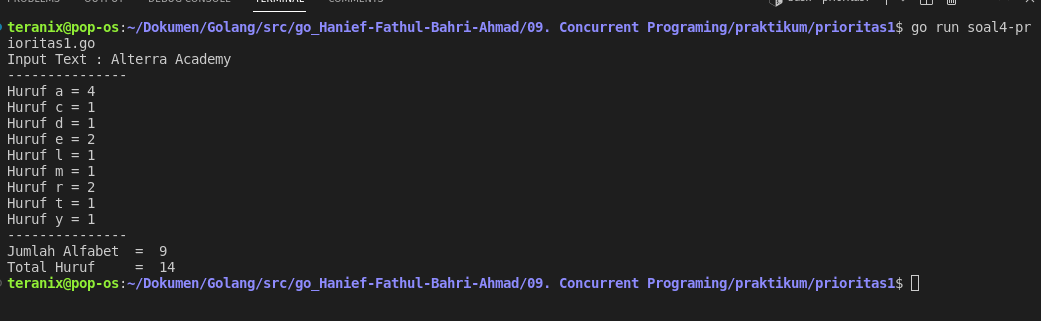 PROBLEMS OUTPUT DEBUG CONSOLE TERMINAL COMMENTS
teranix@pop-os:~/Dokumen/Golang/src/go_Hanief-Fathul-Bahri-Ahmad/09. Concurrent Programing/praktikum/prioritas1$ go run soal4-pr
ioritas1.go
Input Text : Alterra Academy
---------------
Huruf a = 4
Huruf c = 1
Huruf d = 1
Huruf e = 2
Huruf l = 1
Huruf m = 1
Huruf r = 2
Huruf t = 1
Huruf y = 1
---------------
Jumlah Alfabet  =  9
Total Huruf     =  14
teranix@pop-os:~/Dokumen/Golang/src/go_Hanief-Fathul-Bahri-Ahmad/09. Concurrent Programing/praktikum/prioritas1$